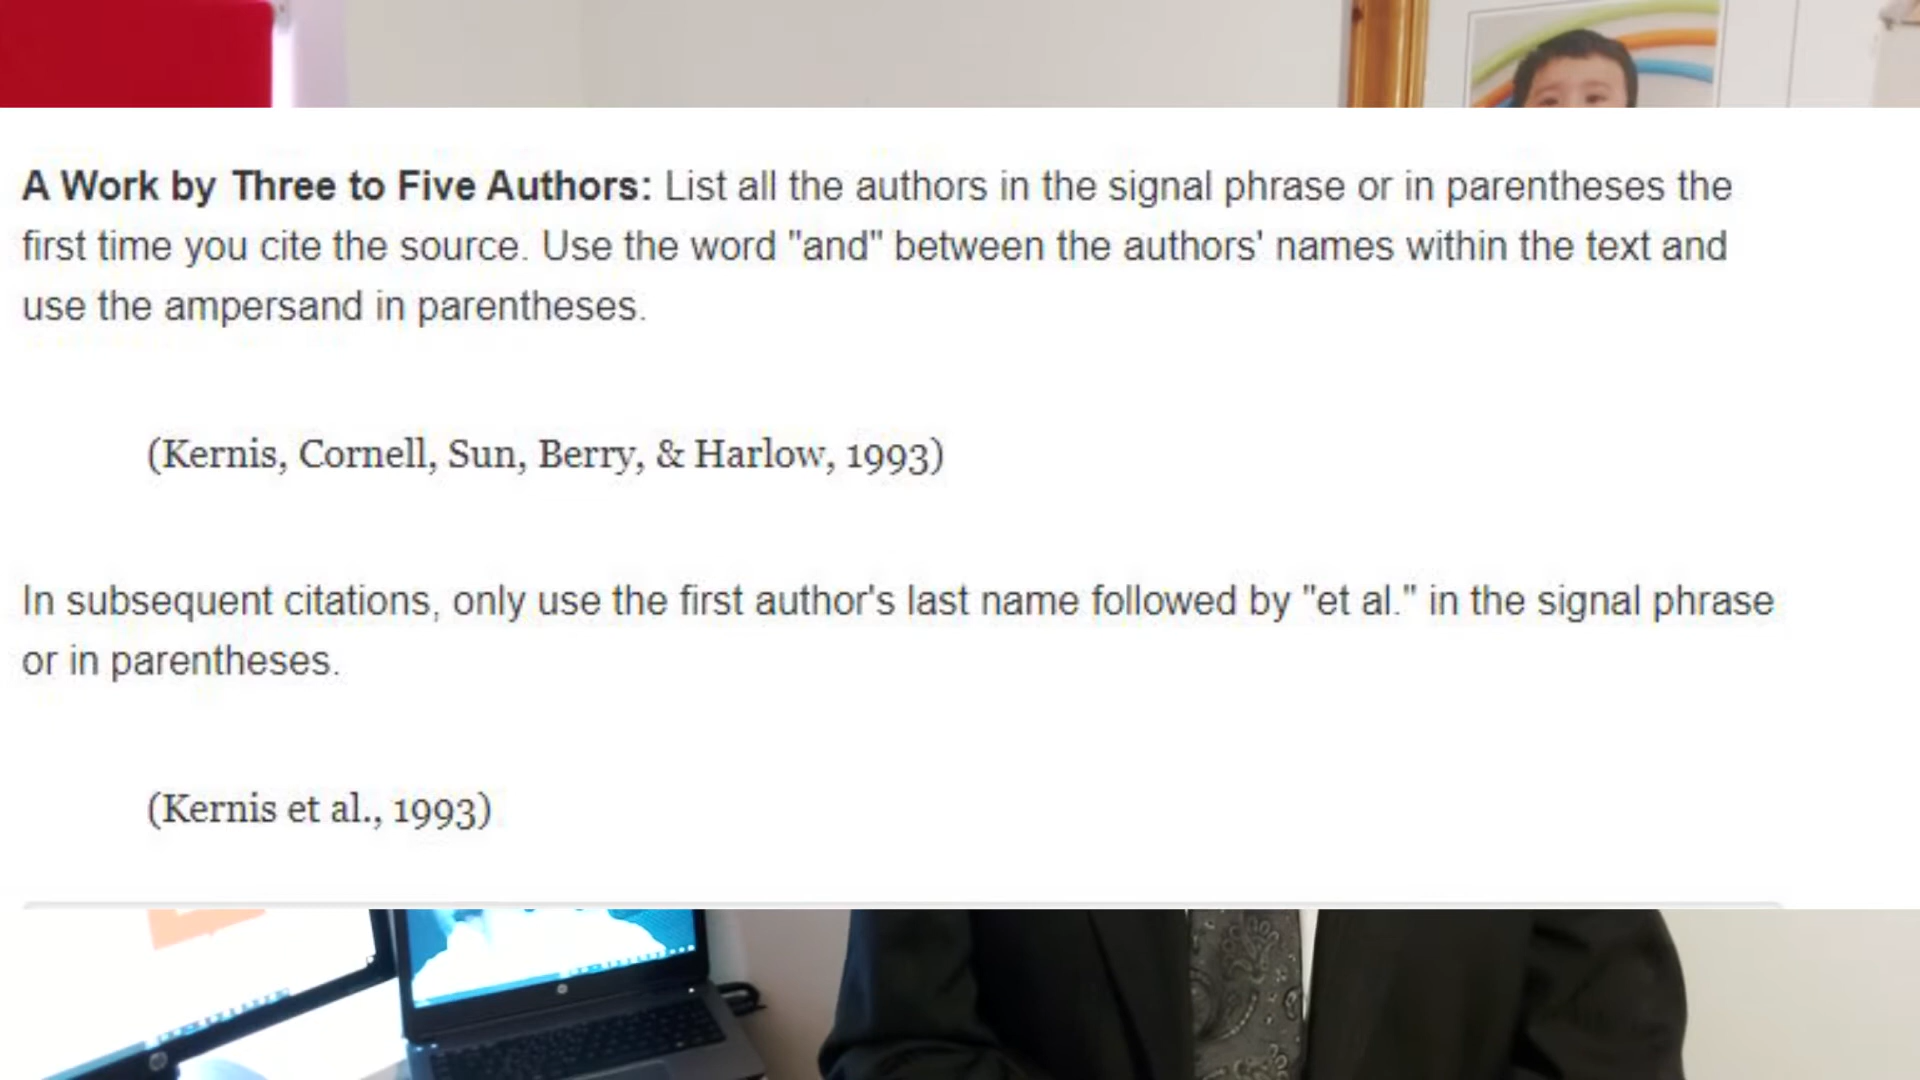 A Work by Three to Five Authors: List all the authors in the signal phrase or in parentheses the
first time you cite the source. Use the word "and" between the authors' names within the text and
use the ampersand in parentheses.
(Kernis, Cornell, Sun, Berry, & Harlow, 1993)
In subsequent citations, only use the first author's last name followed by "et al." in the signal phrase
or in parentheses.
(Kernis et al., 1993)